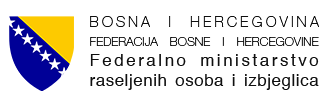 BOSNA I HERCEGOVINA
FEDERACIJA BOSNE I HERCEGOVINE
Federalno ministarstvo
raseljenih osoba i izbjeglica